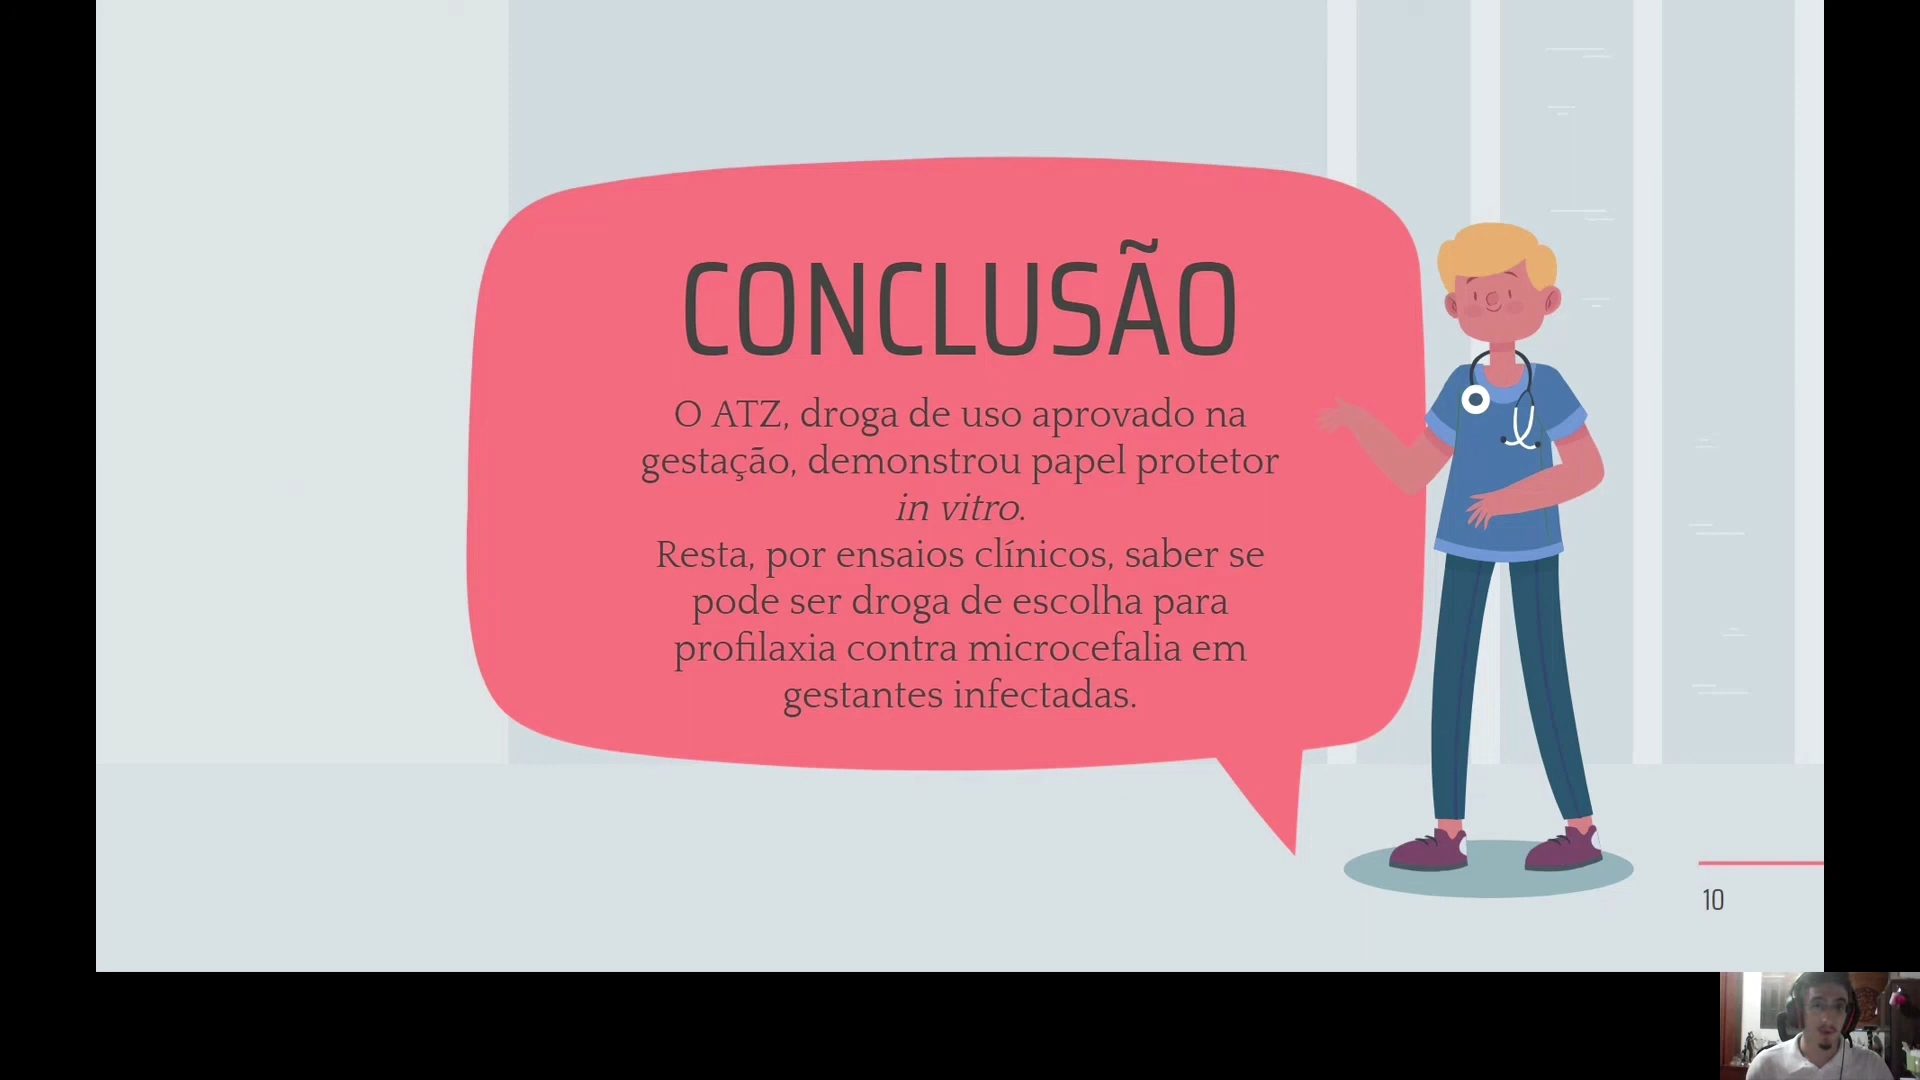 CONCLUSÃO
O ATZ, droga de uso aprovado na
gestação, demonstrou papel protetor
in vitro.
Resta, por ensaios clínicos, saber se
pode ser droga de escolha para
profilaxia contra microcefalia em
gestantes infectadas.
10